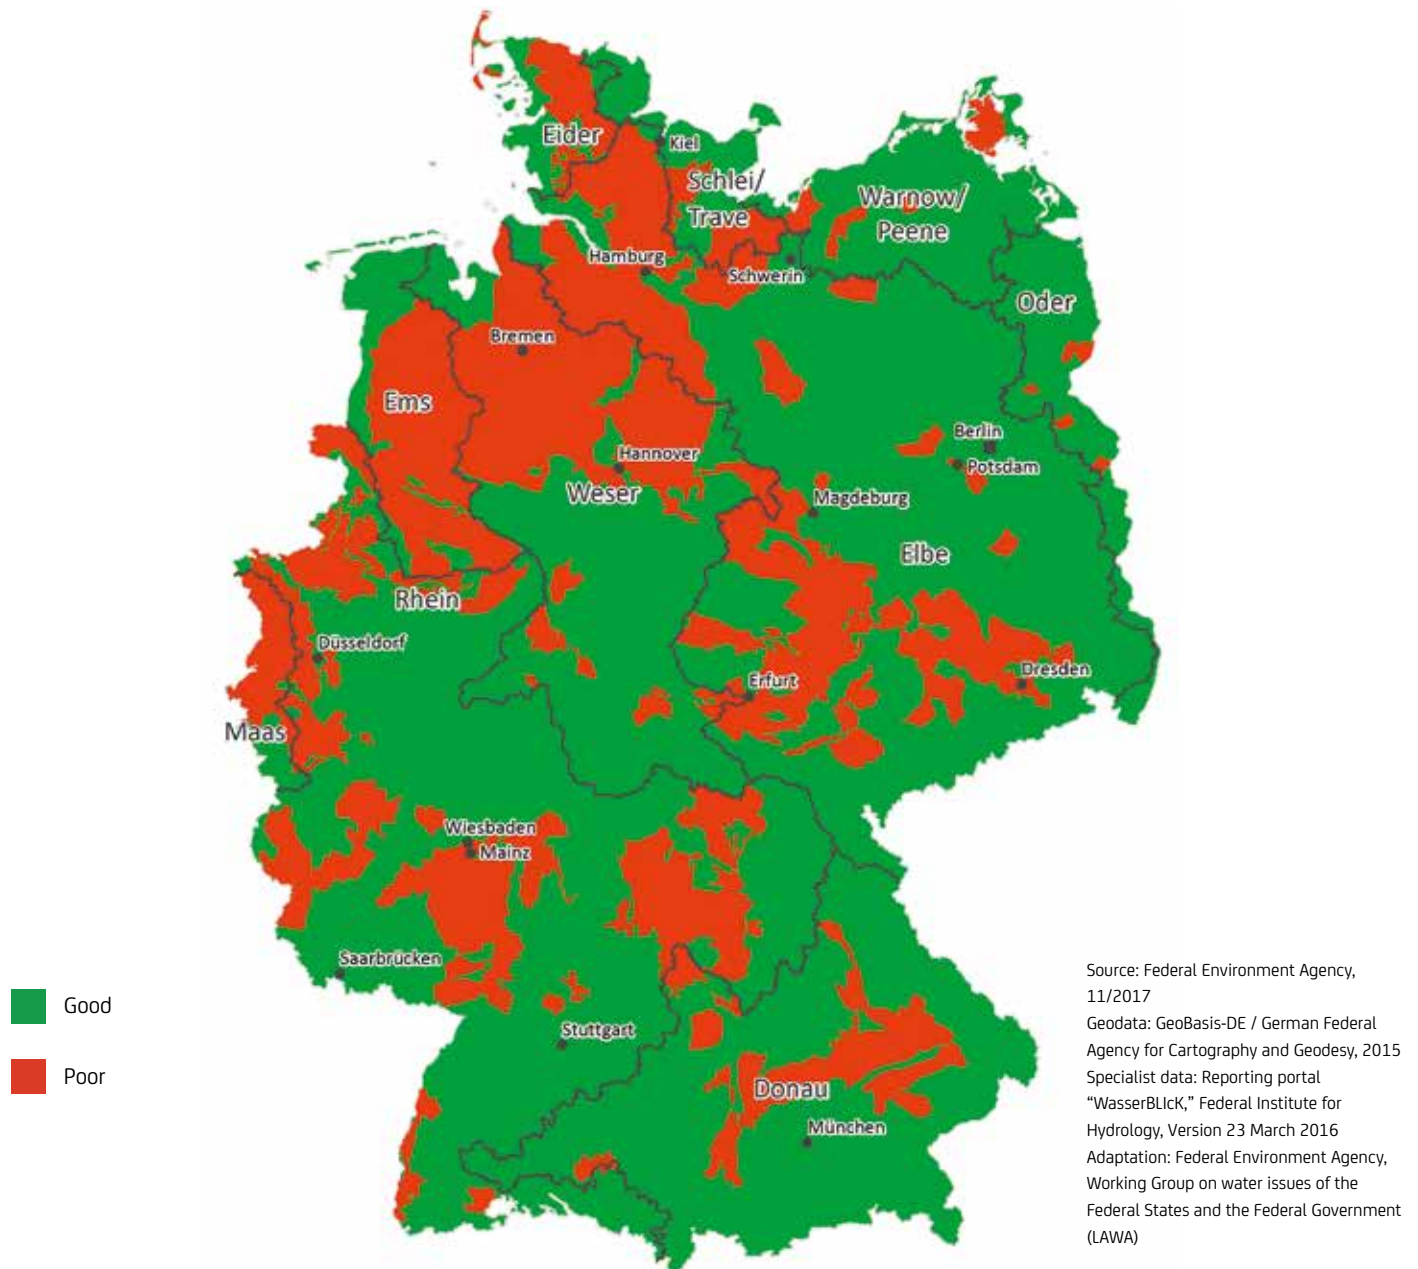 Eider
Kiel
Schlei/
Trave
Warnow/
Peene
Hamburg
Schwerin
Oder
Bremen
Ems
Berlin
Hannover
Potsdam
Weser
Magdeburg
Elbe
Rhein
Düsseldorf
Dresden
Erfurt
Maas
Wiesbaden
Mainz
Saarbrücken
Stuttgart
Donau
München
Good
Poor
Source: Federal Environment Agency,
11/2017
Geodata: GeoBasis-DE / German Federal
Agency for Cartography and Geodesy, 2015
Specialist data: Reporting portal
“WasserBLIcK,” Federal Institute for
Hydrology, Version 23 March 2016
Adaptation: Federal Environment Agency,
Working Group on water issues of the
Federal States and the Federal Government
(LAWA)